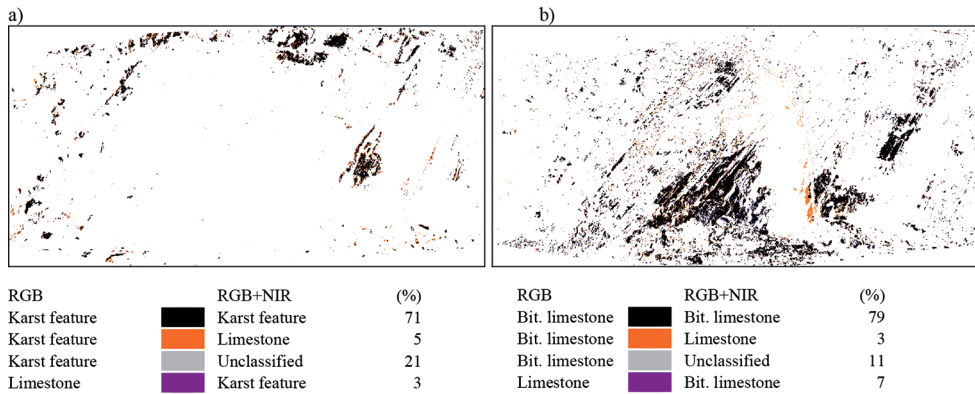 a)
b)
RGB RGB+NIR (%)
Karst feature Karst feature 71
Karst feature Limestone 5
Karst feature Unclassified 21
Limestone Karst feature 3
RGB RGB+NIR (%)
Bit. limestone Bit. limestone 79
Bit. limestone Limestone 3
Bit. limestone Unclassified 11
Limestone Bit. limestone 7